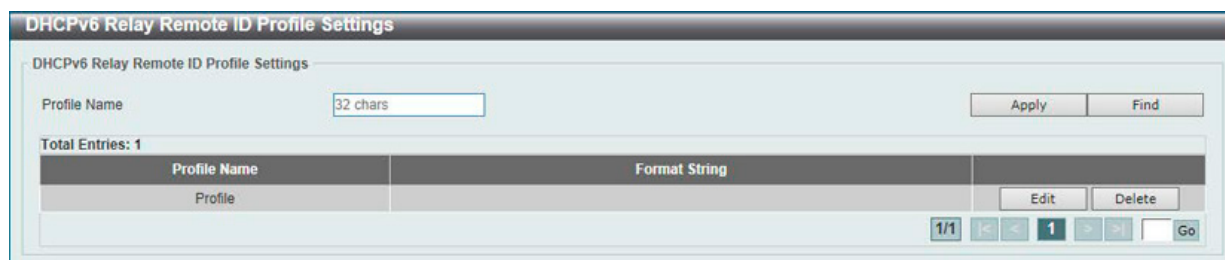 DHCPv6 Relay Remote ID Profile Settings
DHCPv6 Relay Remote ID Profile Settings
Profile Name 32 chars Apply Find
Total Entries: 1
Profile Name Format String
Profile Edit Delete
1/1 |< < 1 > >| Go